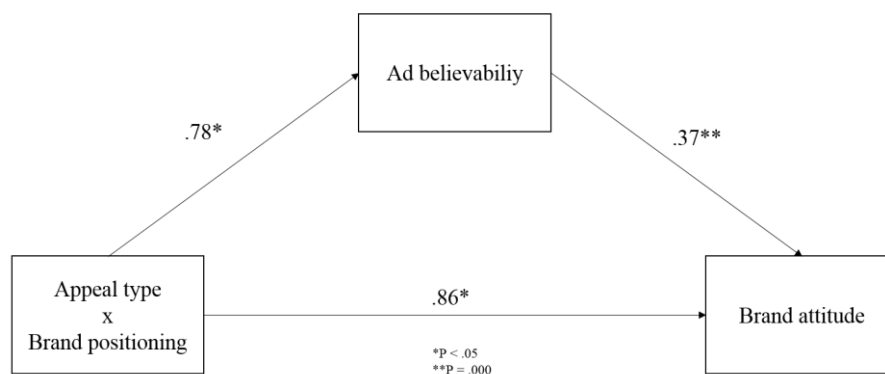 Ad believabiliy
.78*
.37**
Appeal type
x
Brand positioning
.86*
Brand attitude
*P < .05
**P = .000